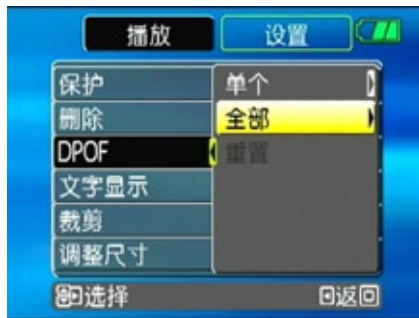 播放 设置
保护 单个
删除 全部
DPOF 重置
文字显示
裁剪
调整尺寸
选择 返回